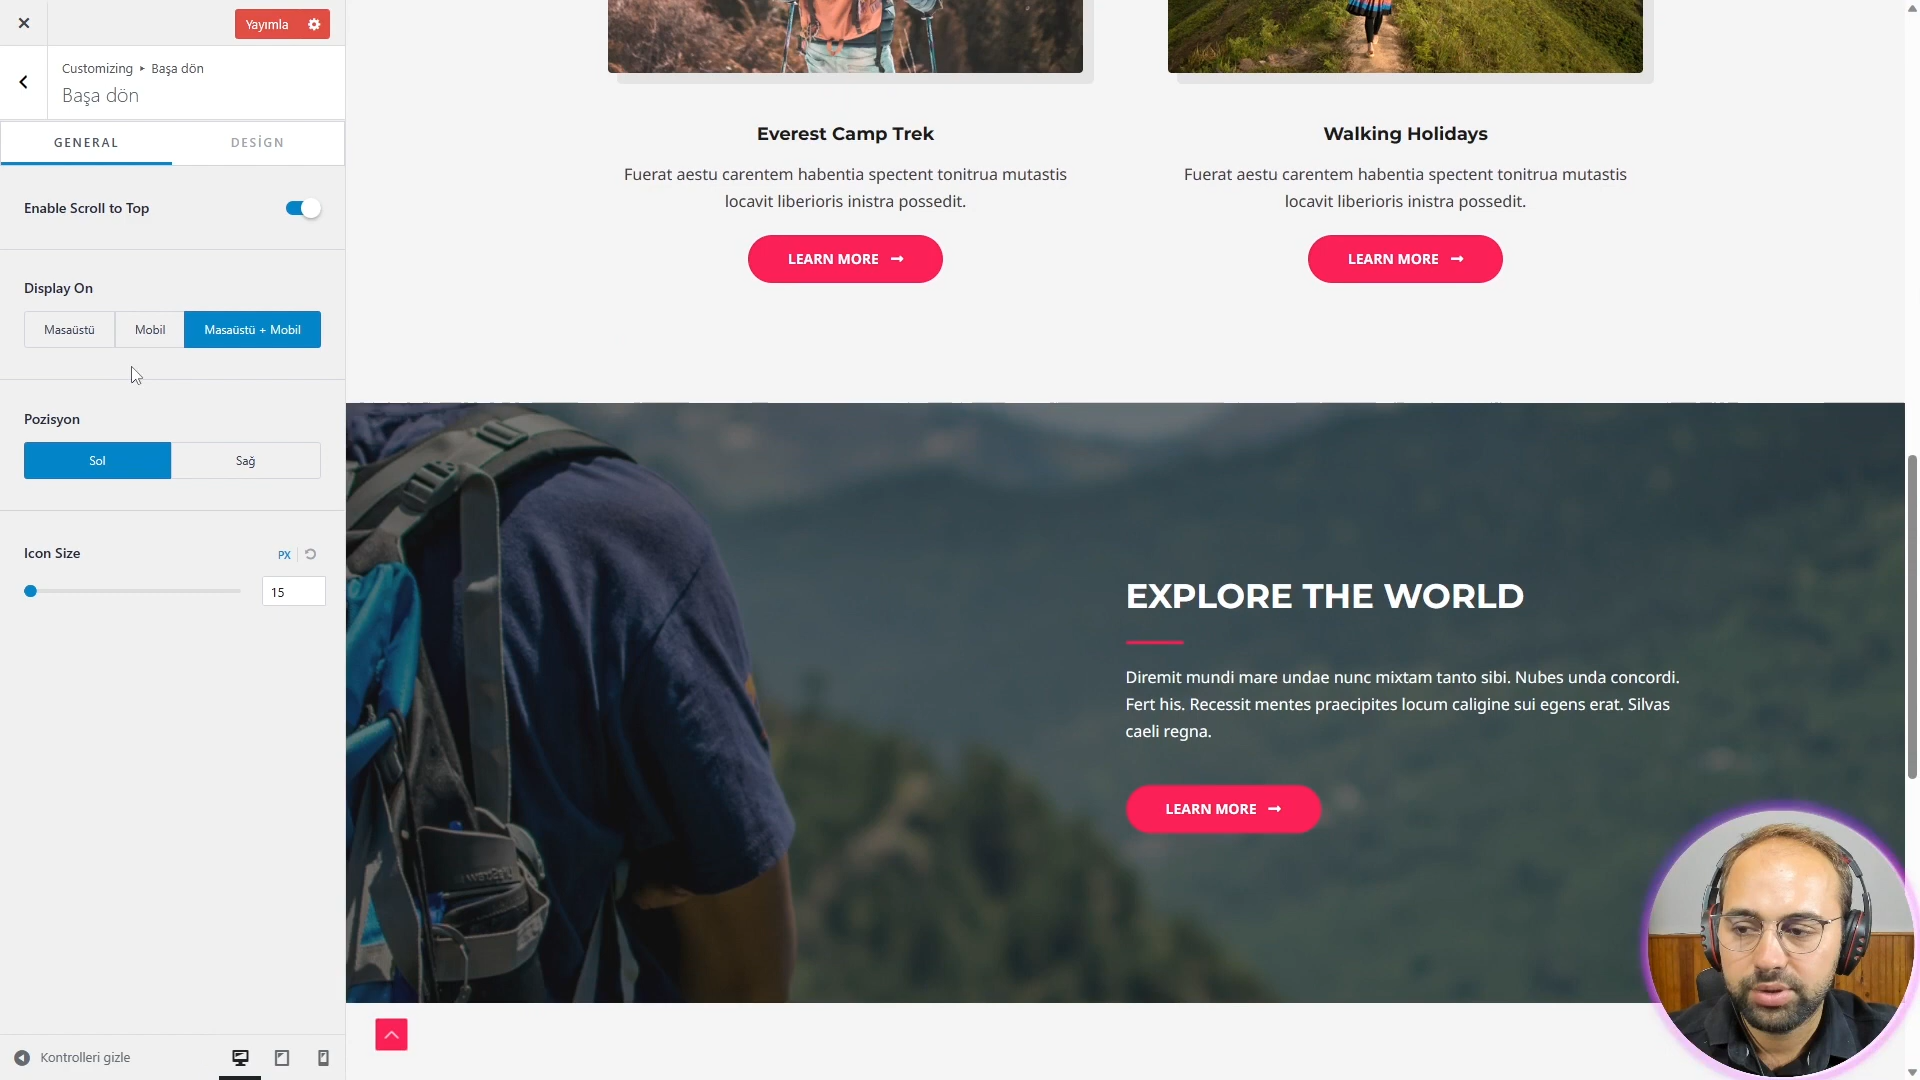 Yayımla
Customizing ▸ Başa dön
Başa dön
GENERAL
DESİGN
Enable Scroll to Top
Display On
Masaüstü
Mobil
Masaüstü + Mobil
Pozisyon
Sol
Sağ
Icon Size
PX
15
Kontrolleri gizle
Everest Camp Trek
Fuerat aestu carentem habentia spectent tonitrua mutastis
locavit liberioris inistra possedit.
LEARN MORE
Walking Holidays
Fuerat aestu carentem habentia spectent tonitrua mutastis
locavit liberioris inistra possedit.
LEARN MORE
EXPLORE THE WORLD
Diremit mundi mare undae nunc mixtam tanto sibi. Nubes unda concordi.
Fert his. Recessit mentes praecipites locum caligine sui egens erat. Silvas
caeli regna.
LEARN MORE